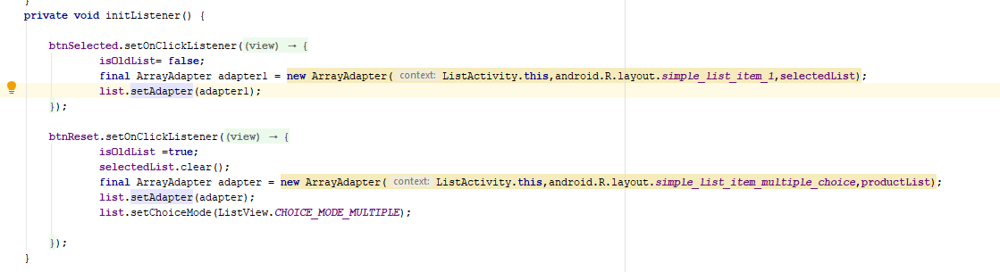 }
private void initListener() {
btnSelected.setOnClickListener((view) → {
isOldList= false;
final ArrayAdapter adapter1 = new ArrayAdapter( context: ListActivity.this,android.R.layout.simple_list_item_1,selectedList);
list.setAdapter(adapter1);
});
btnReset.setOnClickListener((view) → {
isOldList =true;
selectedList.clear();
final ArrayAdapter adapter = new ArrayAdapter( context: ListActivity.this,android.R.layout.simple_list_item_multiple_choice,productList);
list.setAdapter(adapter);
list.setChoiceMode(ListView.CHOICE_MODE_MULTIPLE);
});
}